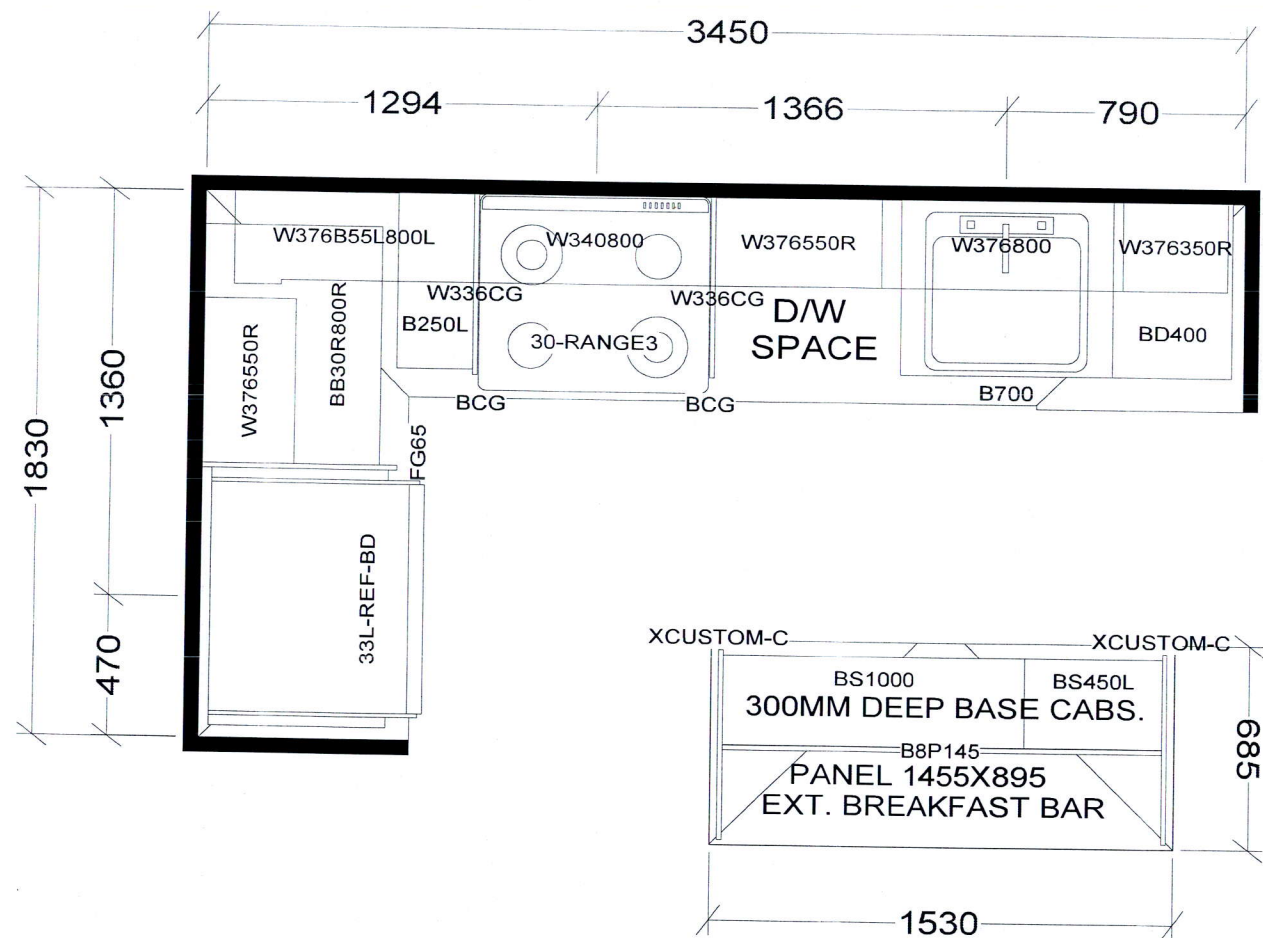 3450
1294
1366
790
1830
1360
470
W376B55L800L
W340800
W376550R
W376800
W376350R
W336CG
W336CG
B250L
30-RANGE3
D/W
SPACE
BD400
W376550R
BB30R800R
BCG
BCG
B700
FG65
33L-REF-BD
XCUSTOM-C
XCUSTOM-C
BS1000
BS450L
300MM DEEP BASE CABS.
B8P145
PANEL 1455X895
EXT. BREAKFAST BAR
685
1530